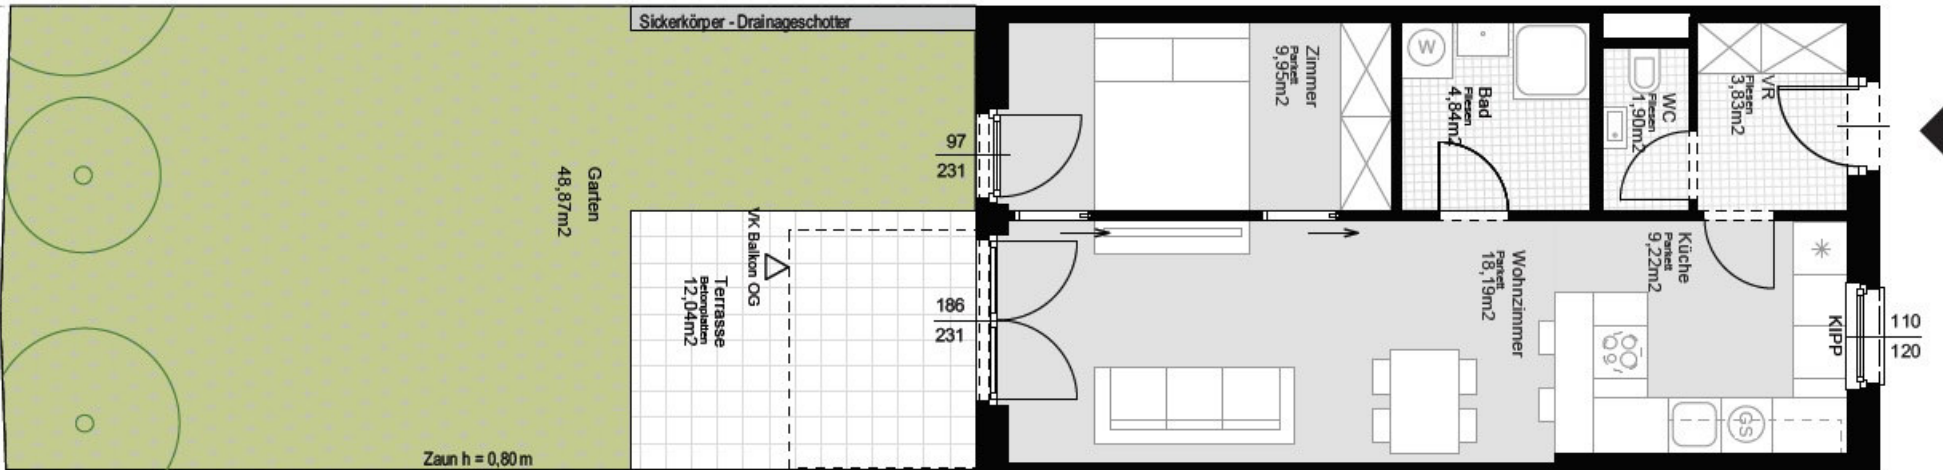 Sickerkörper - Drainageschotter
Garten
48,87m2
Zaun h = 0,80 m
VK Balkon OG
Terrasse
Betonplatten
12,04m2
97
231
186
231
Zimmer
Parkett
9,95m2
W
Bad
Fliesen
4,84m2
WC
Fliesen
1,90m2
VR
Fliesen
3,83m2
Wohnzimmer
Parkett
18,19m2
Küche
Parkett
9,22m2
GS
KIPP
110
120